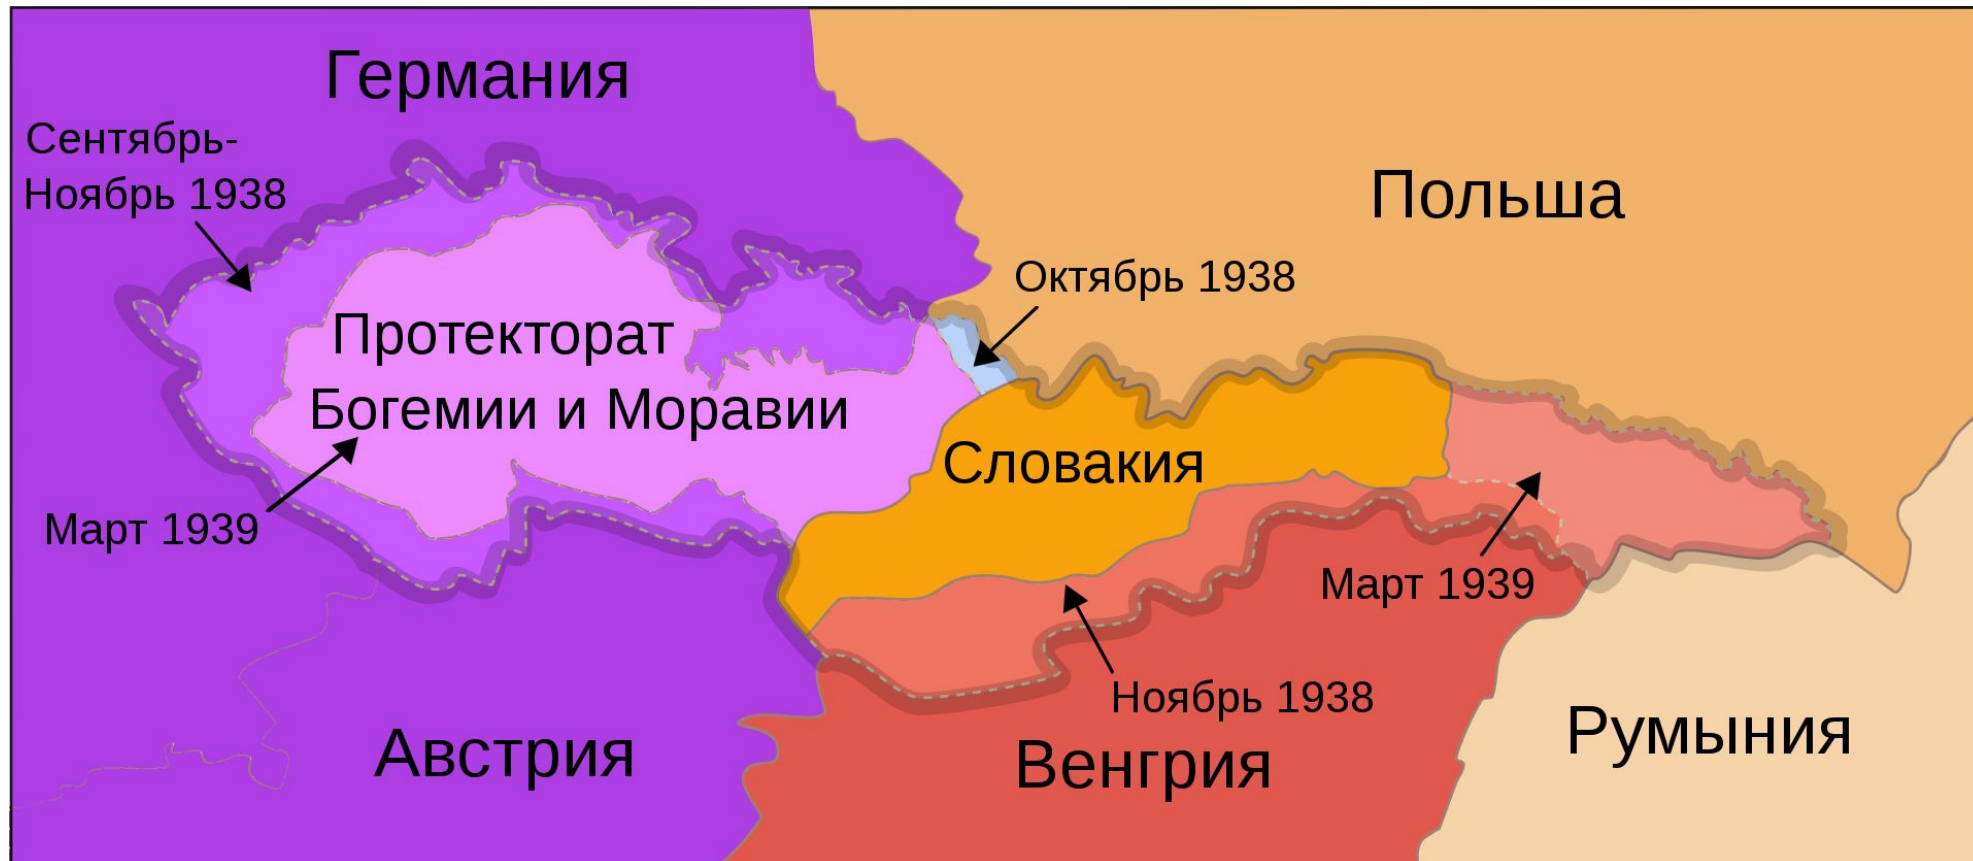 Германия
Сентябрь-
Ноябрь 1938
Польша
Октябрь 1938
Протекторат
Богемии и Моравии
Словакия
Март 1939
Март 1939
Ноябрь 1938
Австрия
Венгрия
Румыния